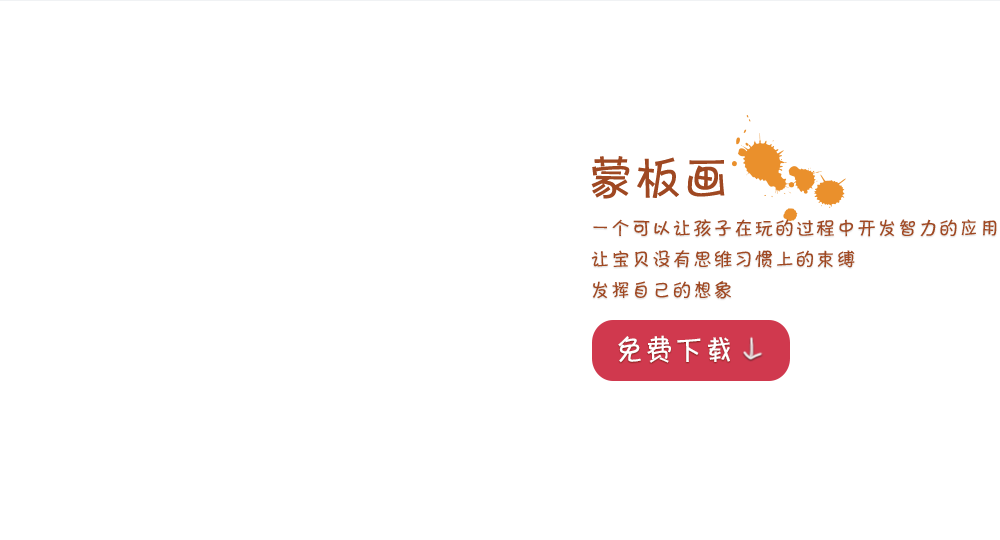 蒙板画
一个可以让孩子在玩的过程中开发智力的应用
让宝贝没有思维习惯上的束缚
发挥自己的想象
免费下载↓